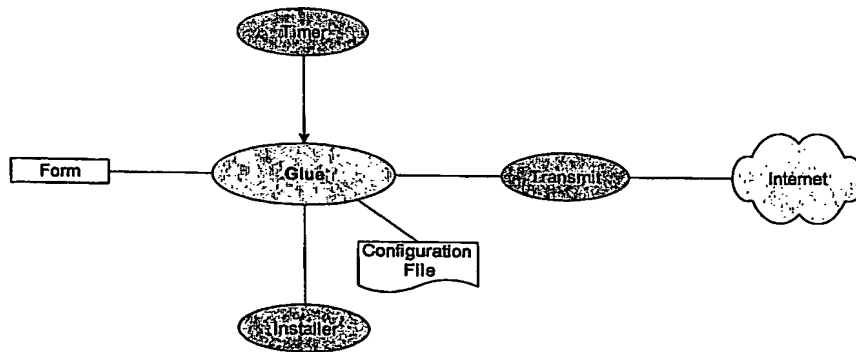 Timer
Form
Glue
Transmit
Internet
Configuration
File
Installer